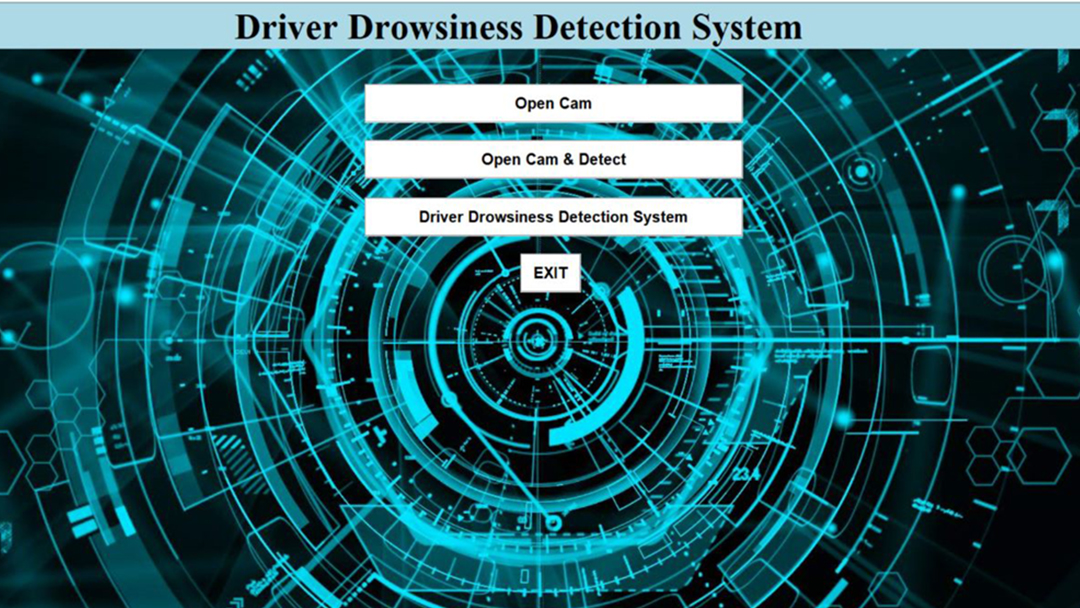 Driver Drowsiness Detection System
Open Cam
Open Cam & Detect
Driver Drowsiness Detection System
EXIT